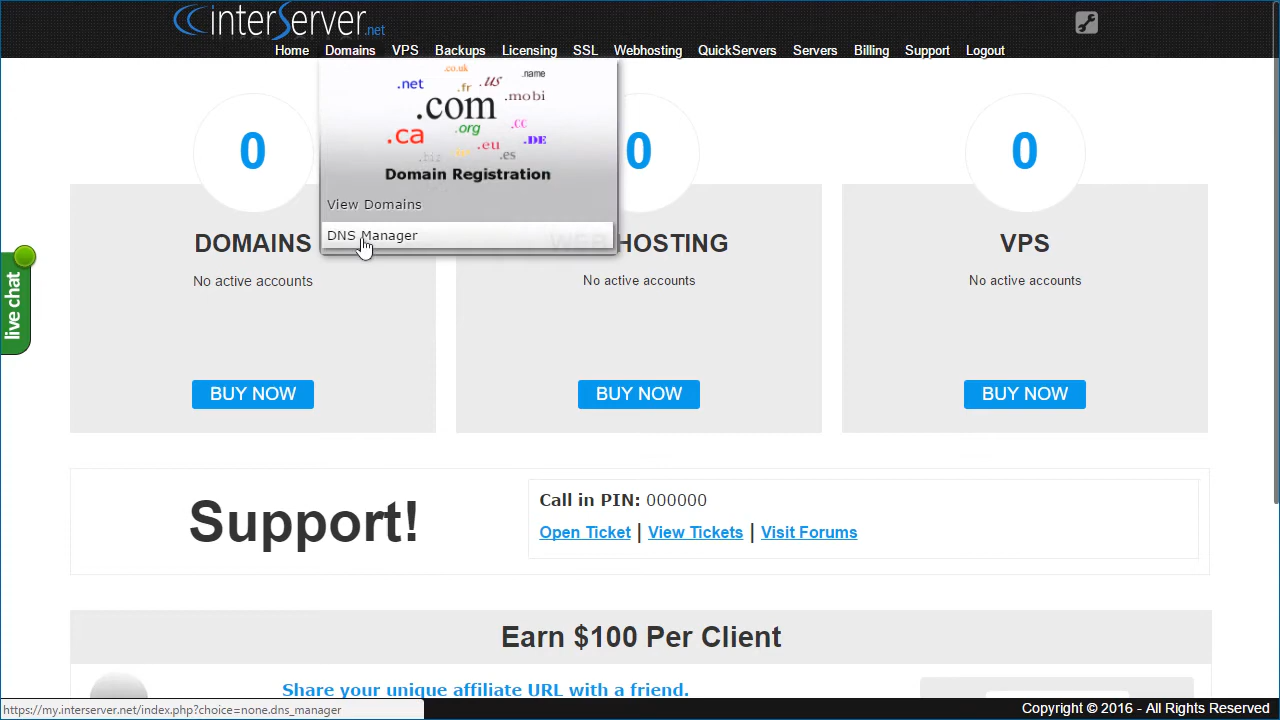 interServer.net
Home Domains VPS Backups Licensing SSL Webhosting QuickServers Servers Billing Support Logout
.co.uk .name
.net .fr .us
.com .mobi
.ca .org .cc
.eu .DE
.biz .es
Domain Registration
View Domains
DNS Manager
0
0
0
DOMAINS
WEB HOSTING
VPS
No active accounts
No active accounts
No active accounts
BUY NOW
BUY NOW
BUY NOW
live chat
Support!
Call in PIN: 000000
Open Ticket | View Tickets | Visit Forums
Earn $100 Per Client
Share your unique affiliate URL with a friend.
https://my.interserver.net/index.php?choice=none.dns_manager
Copyright © 2016 - All Rights Reserved